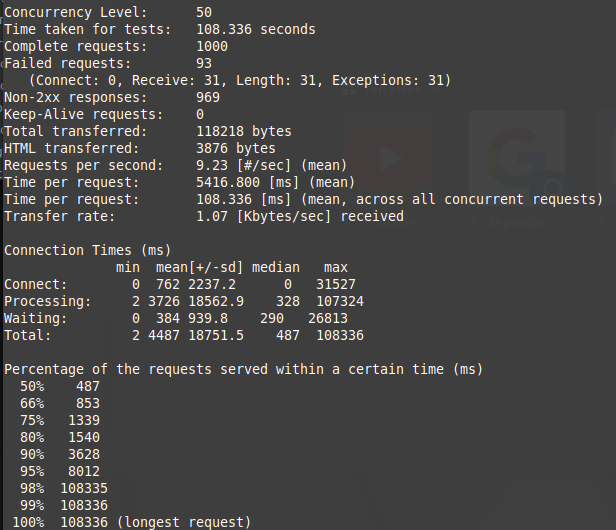 Concurrency Level:      50
Time taken for tests:   108.336 seconds
Complete requests:      1000
Failed requests:        93
   (Connect: 0, Receive: 31, Length: 31, Exceptions: 31)
Non-2xx responses:      969
Keep-Alive requests:    0
Total transferred:      118218 bytes
HTML transferred:       3876 bytes
Requests per second:    9.23 [#/sec] (mean)
Time per request:       5416.800 [ms] (mean)
Time per request:       108.336 [ms] (mean, across all concurrent requests)
Transfer rate:          1.07 [Kbytes/sec] received
Connection Times (ms)
              min  mean[+/-sd] median   max
Connect:        0  762 2237.2      0   31527
Processing:     2 3726 18562.9    328  107324
Waiting:        0  384 939.8    290   26813
Total:          2 4487 18751.5    487  108336
Percentage of the requests served within a certain time (ms)
  50%    487
  66%    853
  75%   1339
  80%   1540
  90%   3628
  95%   8012
  98%  108335
  99%  108336
 100%  108336 (longest request)